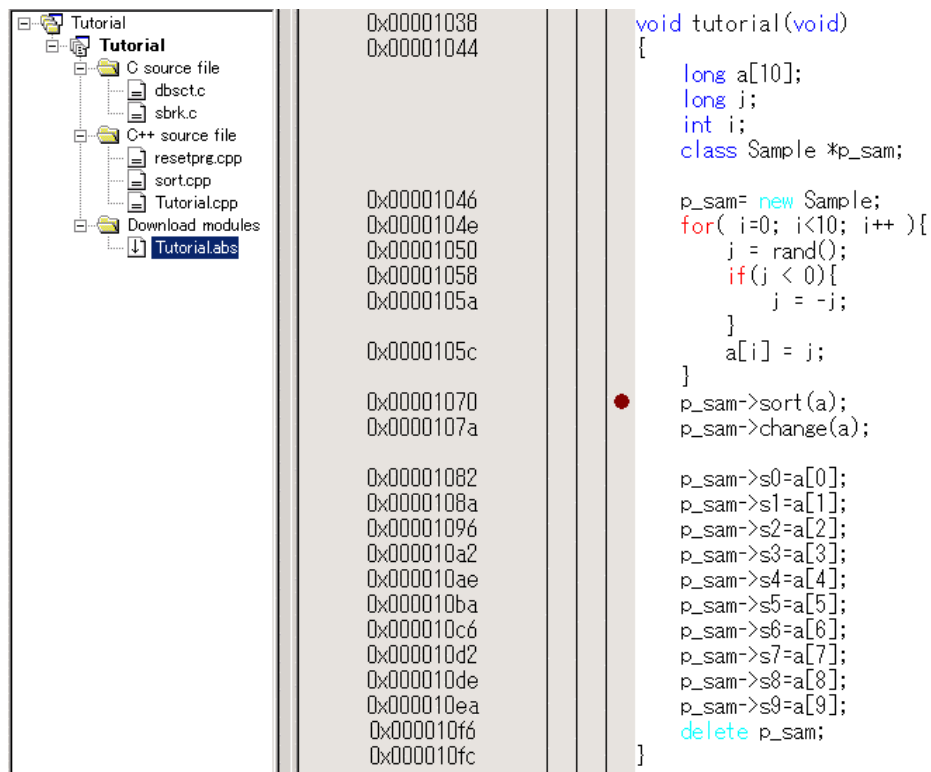 Tutorial
Tutorial
C source file
dbsct.c
sbrk.c
C++ source file
resetprg.cpp
sort.cpp
Tutorial.cpp
Download modules
Tutorial.abs
0x00001038 void tutorial(void)
0x00001044 {
long a[10];
long j;
int i;
class Sample *p_sam;
0x00001046 p_sam= new Sample;
0x0000104e for( i=0; i<10; i++ ){
0x00001050 j = rand();
0x00001058 if(j < 0){
0x0000105a j = -j;
}
0x0000105c a[i] = j;
}
0x00001070 p_sam->sort(a);
0x0000107a p_sam->change(a);
0x00001082 p_sam->s0=a[0];
0x0000108a p_sam->s1=a[1];
0x00001096 p_sam->s2=a[2];
0x000010a2 p_sam->s3=a[3];
0x000010ae p_sam->s4=a[4];
0x000010ba p_sam->s5=a[5];
0x000010c6 p_sam->s6=a[6];
0x000010d2 p_sam->s7=a[7];
0x000010de p_sam->s8=a[8];
0x000010ea p_sam->s9=a[9];
0x000010f6 delete p_sam;
0x000010fc }